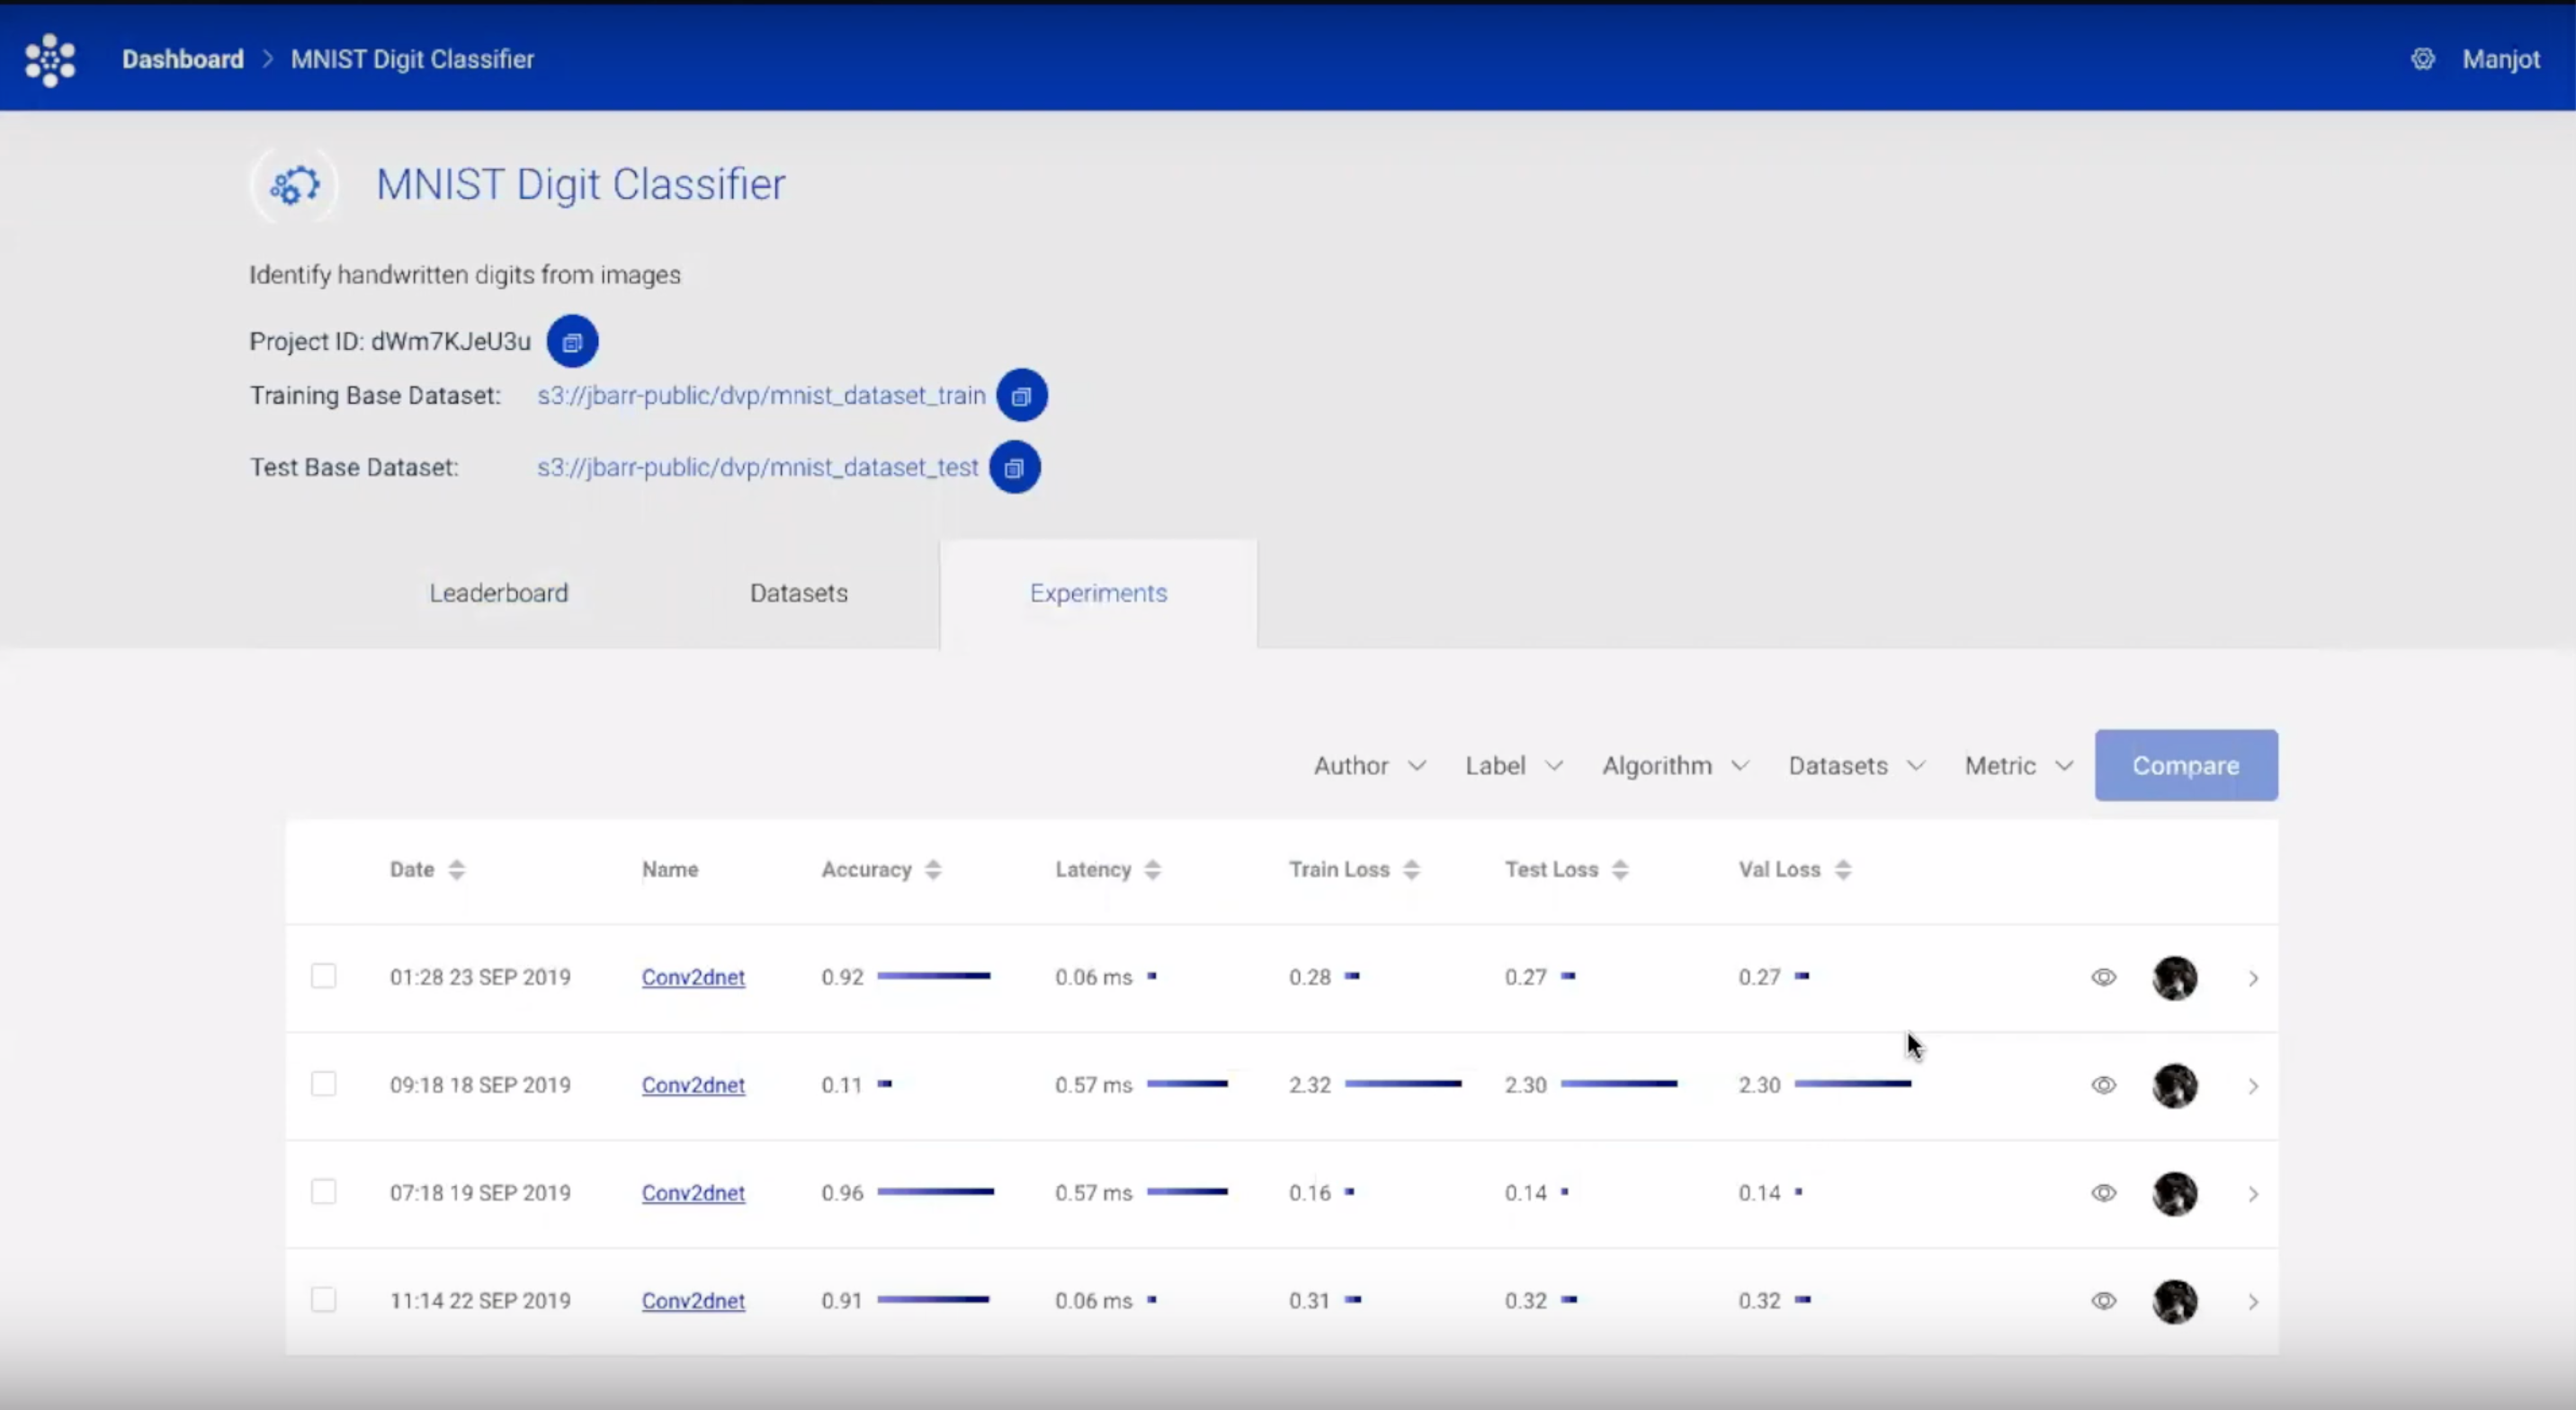 Dashboard > MNIST Digit Classifier Manjot
MNIST Digit Classifier
Identify handwritten digits from images
Project ID: dWm7KJeU3u
Training Base Dataset: s3://jbarr-public/dvp/mnist_dataset_train
Test Base Dataset: s3://jbarr-public/dvp/mnist_dataset_test
Leaderboard Datasets Experiments
Author Label Algorithm Datasets Metric Compare
Date Name Accuracy Latency Train Loss Test Loss Val Loss
01:28 23 SEP 2019 Conv2dnet 0.92 0.06 ms 0.28 0.27 0.27
09:18 18 SEP 2019 Conv2dnet 0.11 0.57 ms 2.32 2.30 2.30
07:18 19 SEP 2019 Conv2dnet 0.96 0.57 ms 0.16 0.14 0.14
11:14 22 SEP 2019 Conv2dnet 0.91 0.06 ms 0.31 0.32 0.32